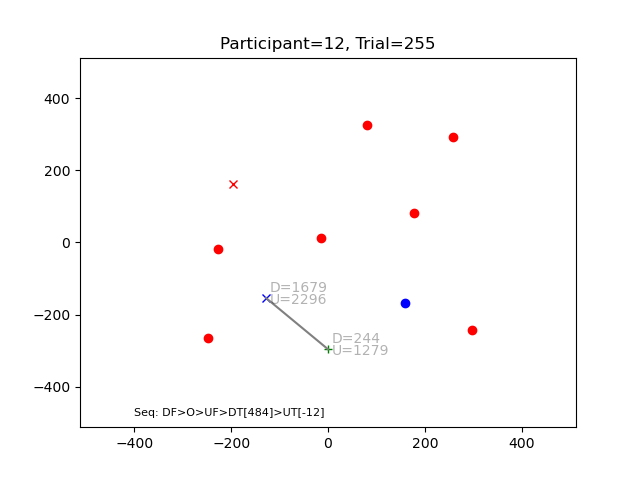 Participant=12, Trial=255
400
200
0
−200
−400
D=1679
U=2296
D=244
U=1279
Seq: DF>O>UF>DT[484]>UT[-12]
−400 −200 0 200 400